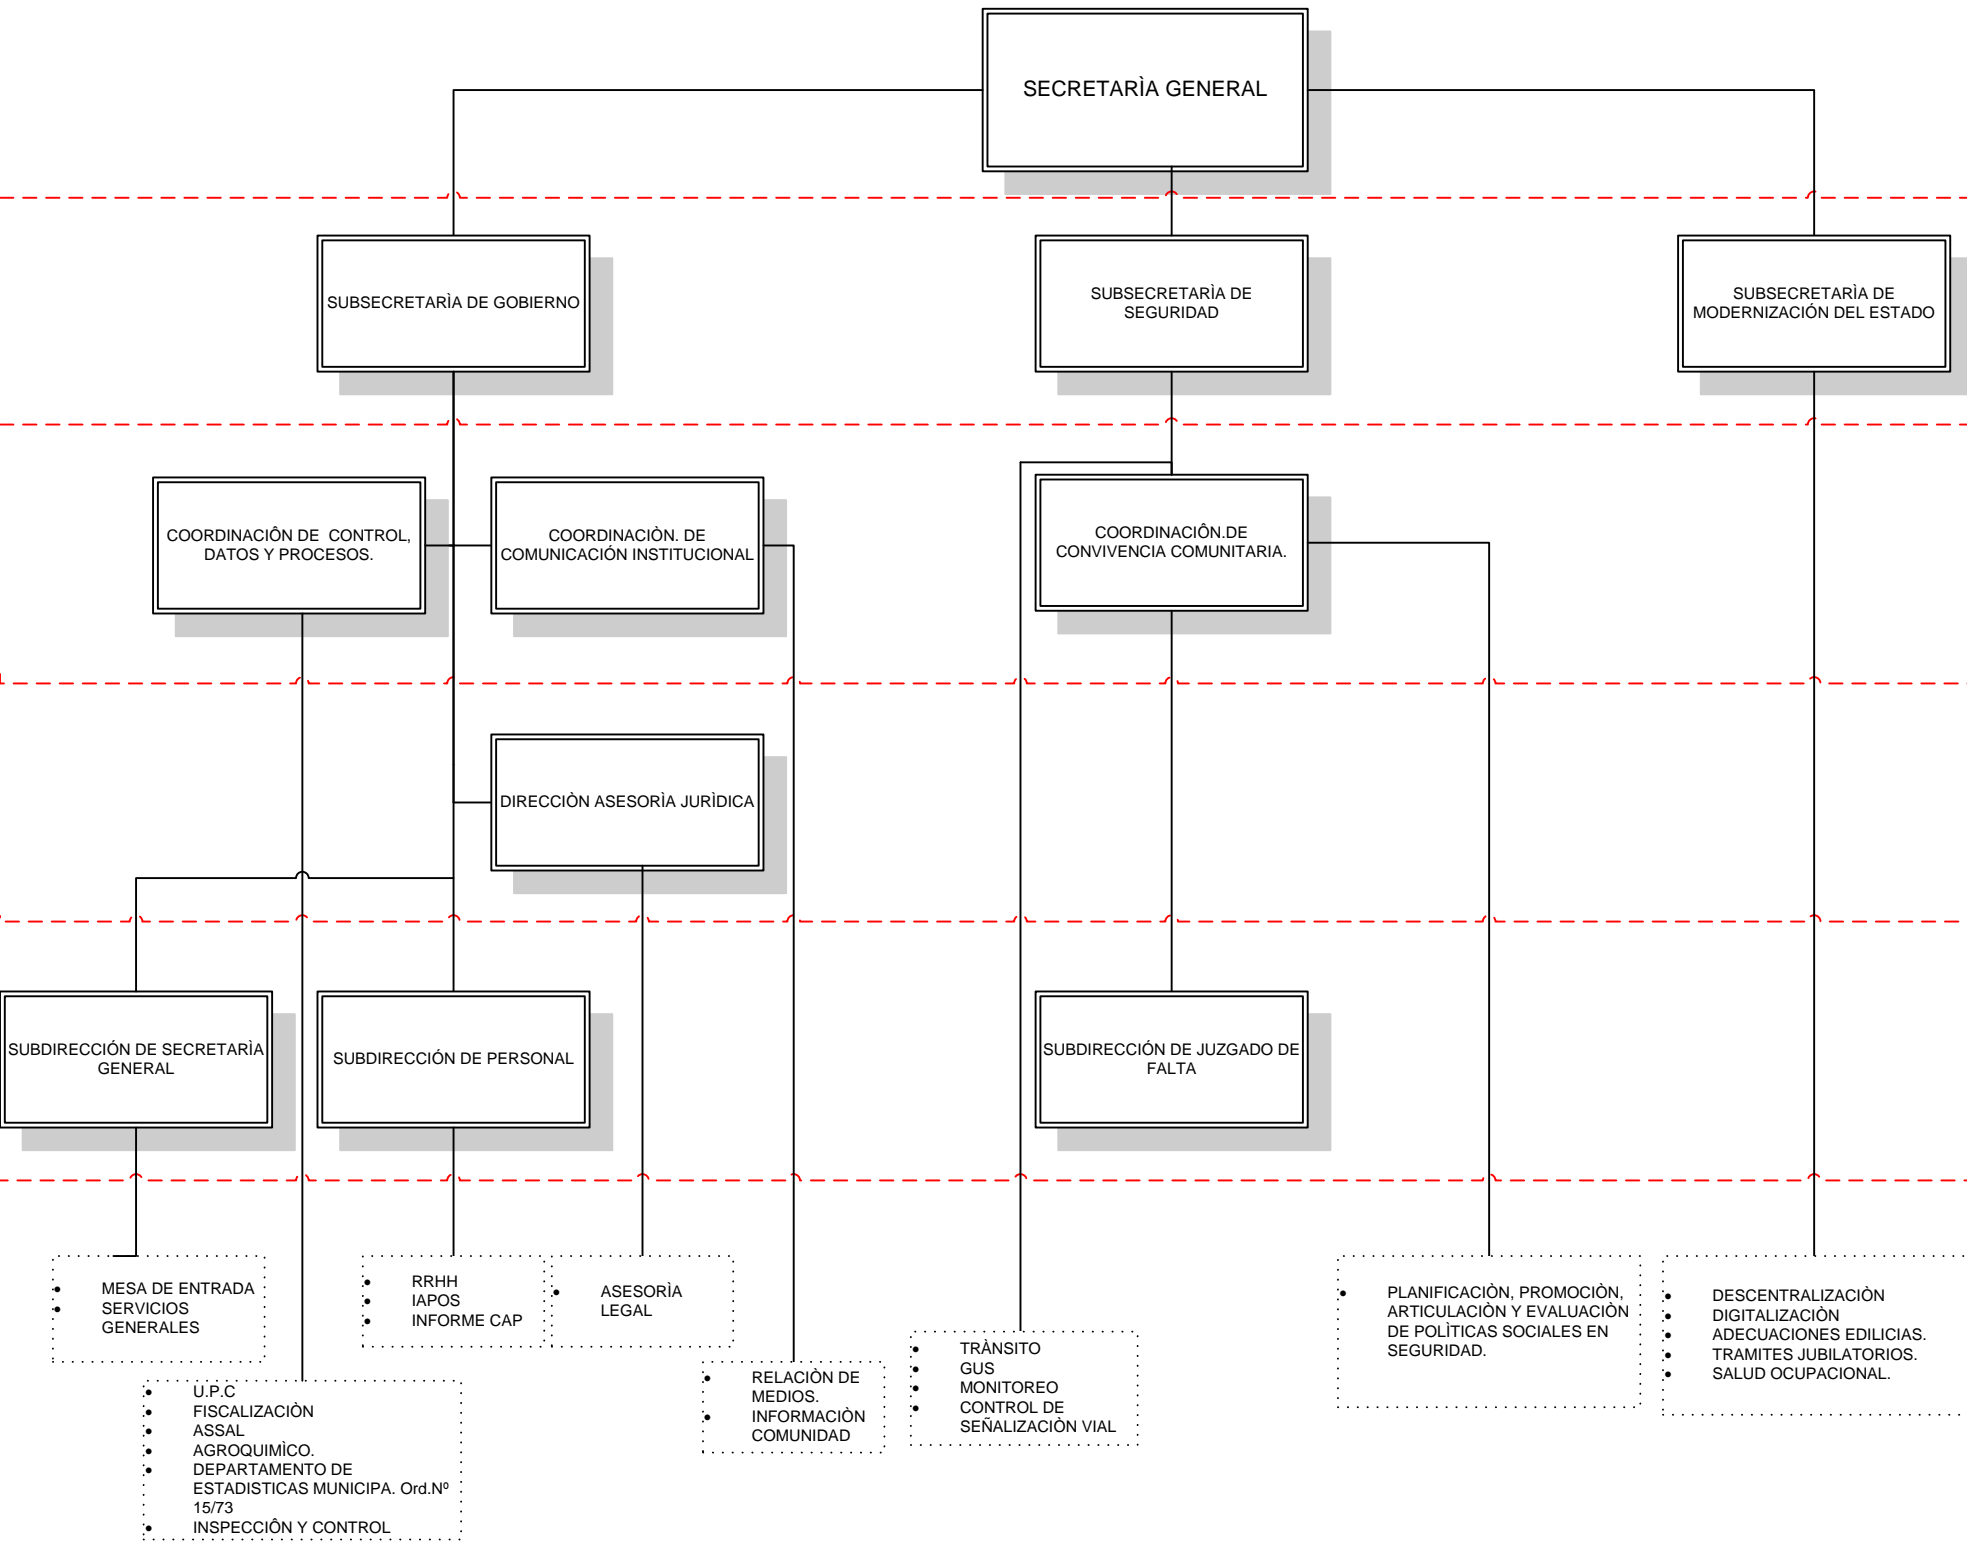 SECRETARÌA GENERAL
SUBSECRETARÌA DE GOBIERNO
SUBSECRETARÌA DE
SEGURIDAD
SUBSECRETARÌA DE
MODERNIZACIÓN DEL ESTADO
COORDINACIÔN DE  CONTROL,
DATOS Y PROCESOS.
COORDINACIÒN. DE
COMUNICACIÓN INSTITUCIONAL
COORDINACIÔN.DE
CONVIVENCIA COMUNITARIA.
DIRECCIÒN ASESORÌA JURÌDICA
SUBDIRECCIÓN DE SECRETARÌA
GENERAL
SUBDIRECCIÓN DE PERSONAL
SUBDIRECCIÓN DE JUZGADO DE
FALTA
• MESA DE ENTRADA
• SERVICIOS
GENERALES
• RRHH
• IAPOS
• INFORME CAP
• ASESORÌA
LEGAL
• RELACIÒN DE
MEDIOS.
• INFORMACIÒN
COMUNIDAD
• TRÀNSITO
• GUS
• MONITOREO
• CONTROL DE
SEÑALIZACIÒN VIAL
• PLANIFICACIÒN, PROMOCIÒN,
ARTICULACIÒN Y EVALUACIÒN
DE POLÌTICAS SOCIALES EN
SEGURIDAD.
• DESCENTRALIZACIÒN
• DIGITALIZACIÒN
• ADECUACIONES EDILICIAS.
• TRAMITES JUBILATORIOS.
• SALUD OCUPACIONAL.
• U.P.C
• FISCALIZACIÒN
• ASSAL
• AGROQUIMÌCO.
• DEPARTAMENTO DE
ESTADISTICAS MUNICIPA. Ord.Nº
15/73
• INSPECCIÔN Y CONTROL